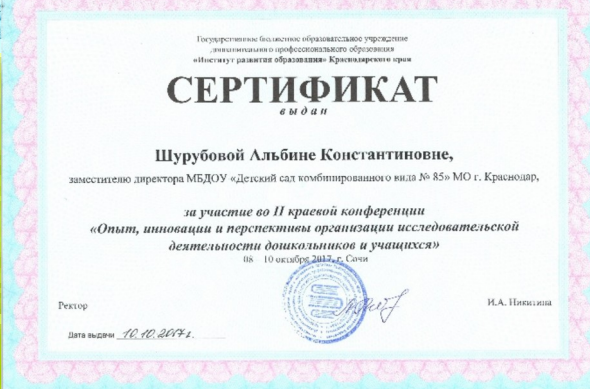 Государственное бюджетное образовательное учреждение
дополнительного профессионального образования
«Институт развития образования» Краснодарского края
СЕРТИФИКАТ
выдан
Шурубовой Альбине Константиновне,
заместителю директора МБДОУ «Детский сад комбинированного вида № 85» МО г. Краснодар,
за участие во II краевой конференции
«Опыт, инновации и перспективы организации исследовательской
деятельности дошкольников и учащихся»
08 – 10 октября 2017, г. Сочи
Ректор И.А. Никитина
Дата выдачи 10.10.2017г.